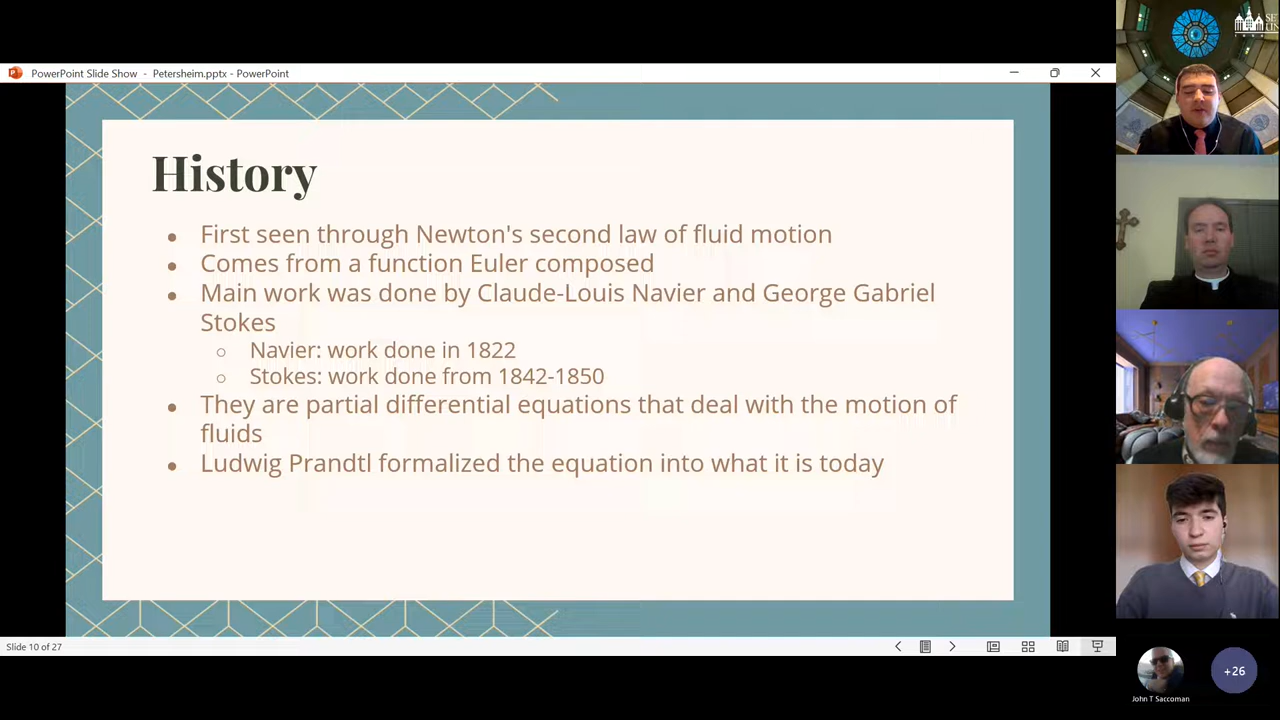 PowerPoint Slide Show - Petersheim.pptx - PowerPoint
History
● First seen through Newton's second law of fluid motion
● Comes from a function Euler composed
● Main work was done by Claude-Louis Navier and George Gabriel
Stokes
○ Navier: work done in 1822
○ Stokes: work done from 1842-1850
● They are partial differential equations that deal with the motion of
fluids
● Ludwig Prandtl formalized the equation into what it is today
Slide 10 of 27
John T Saccoman
+26